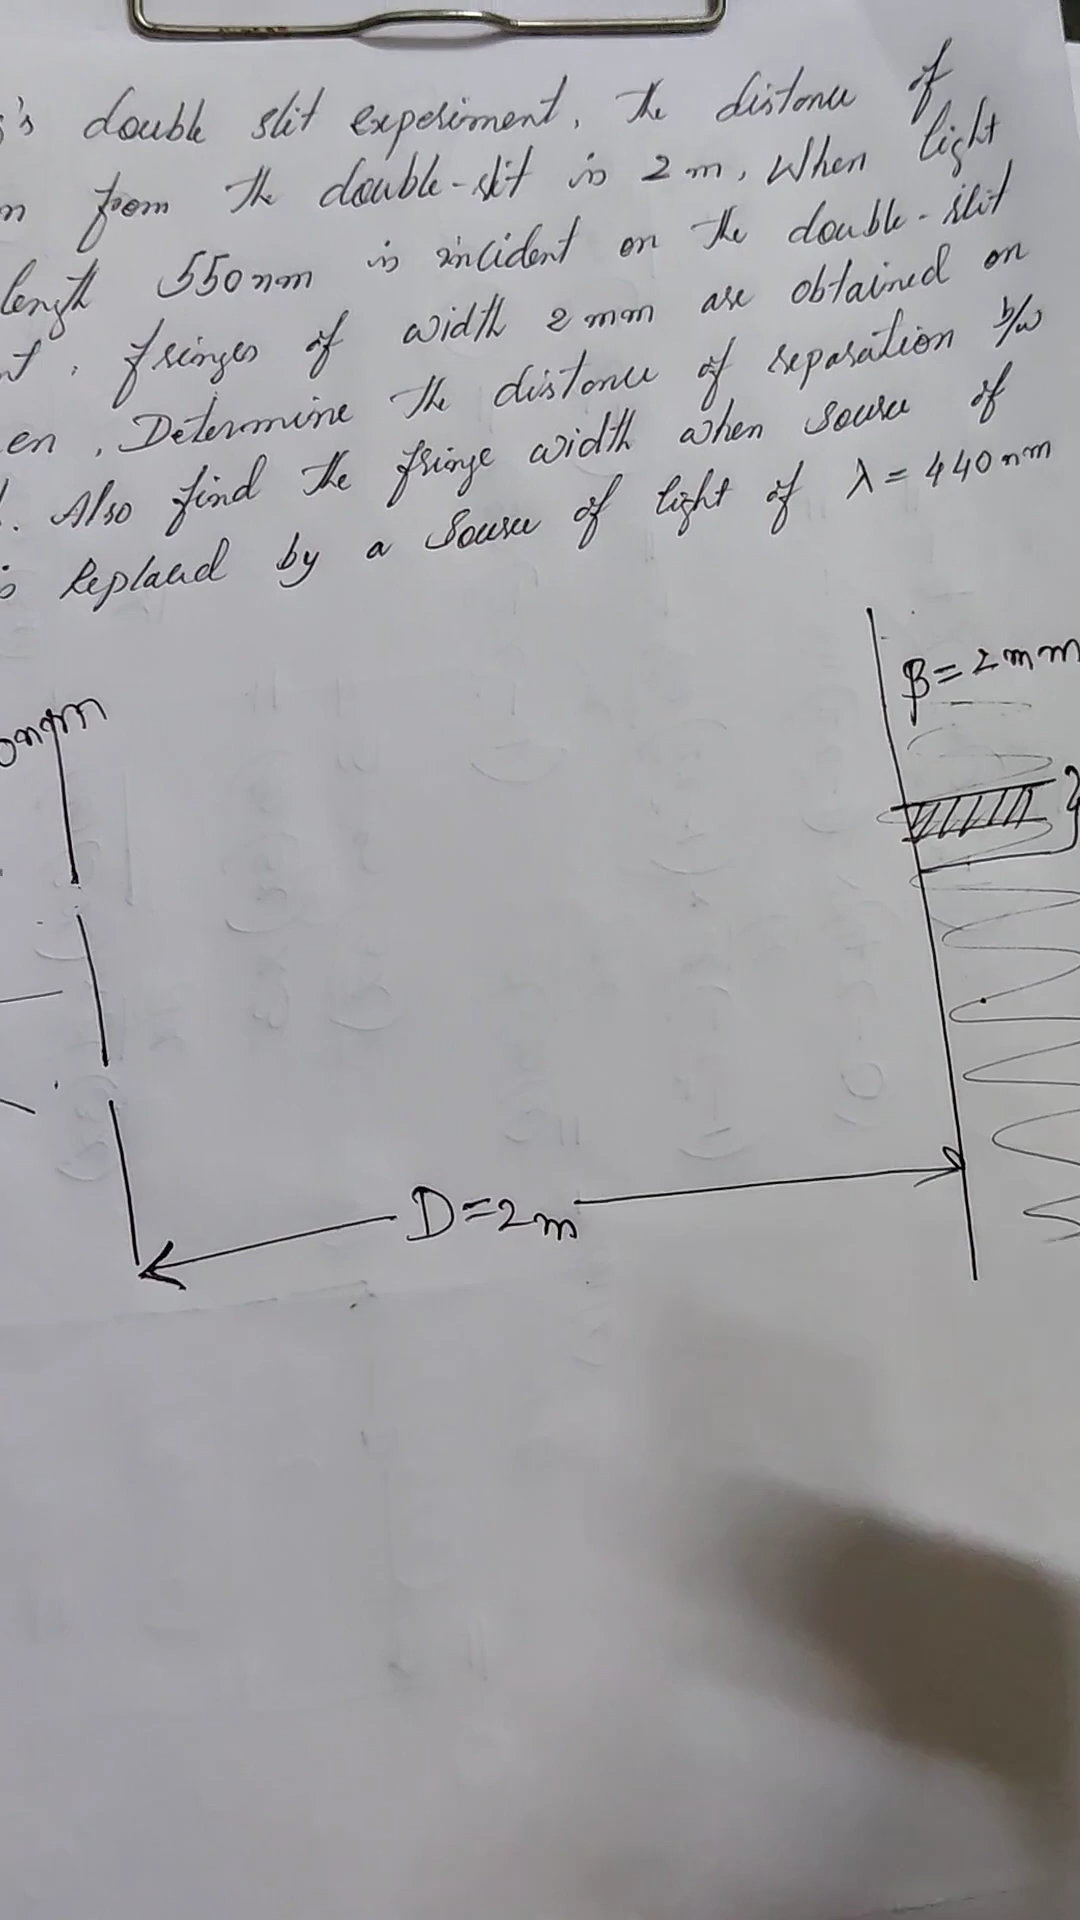 's double slit experiment, The distance of
from The double-slit is 2 m, When light
length 550 nm is incident on The double-slit
fringes of width 2 mm are obtained on
en, Determine The distance of separation b/w
Also find The fringe width when source of
is Replaced by a source of light of λ = 440 nm
β = 2 mm
D = 2 m